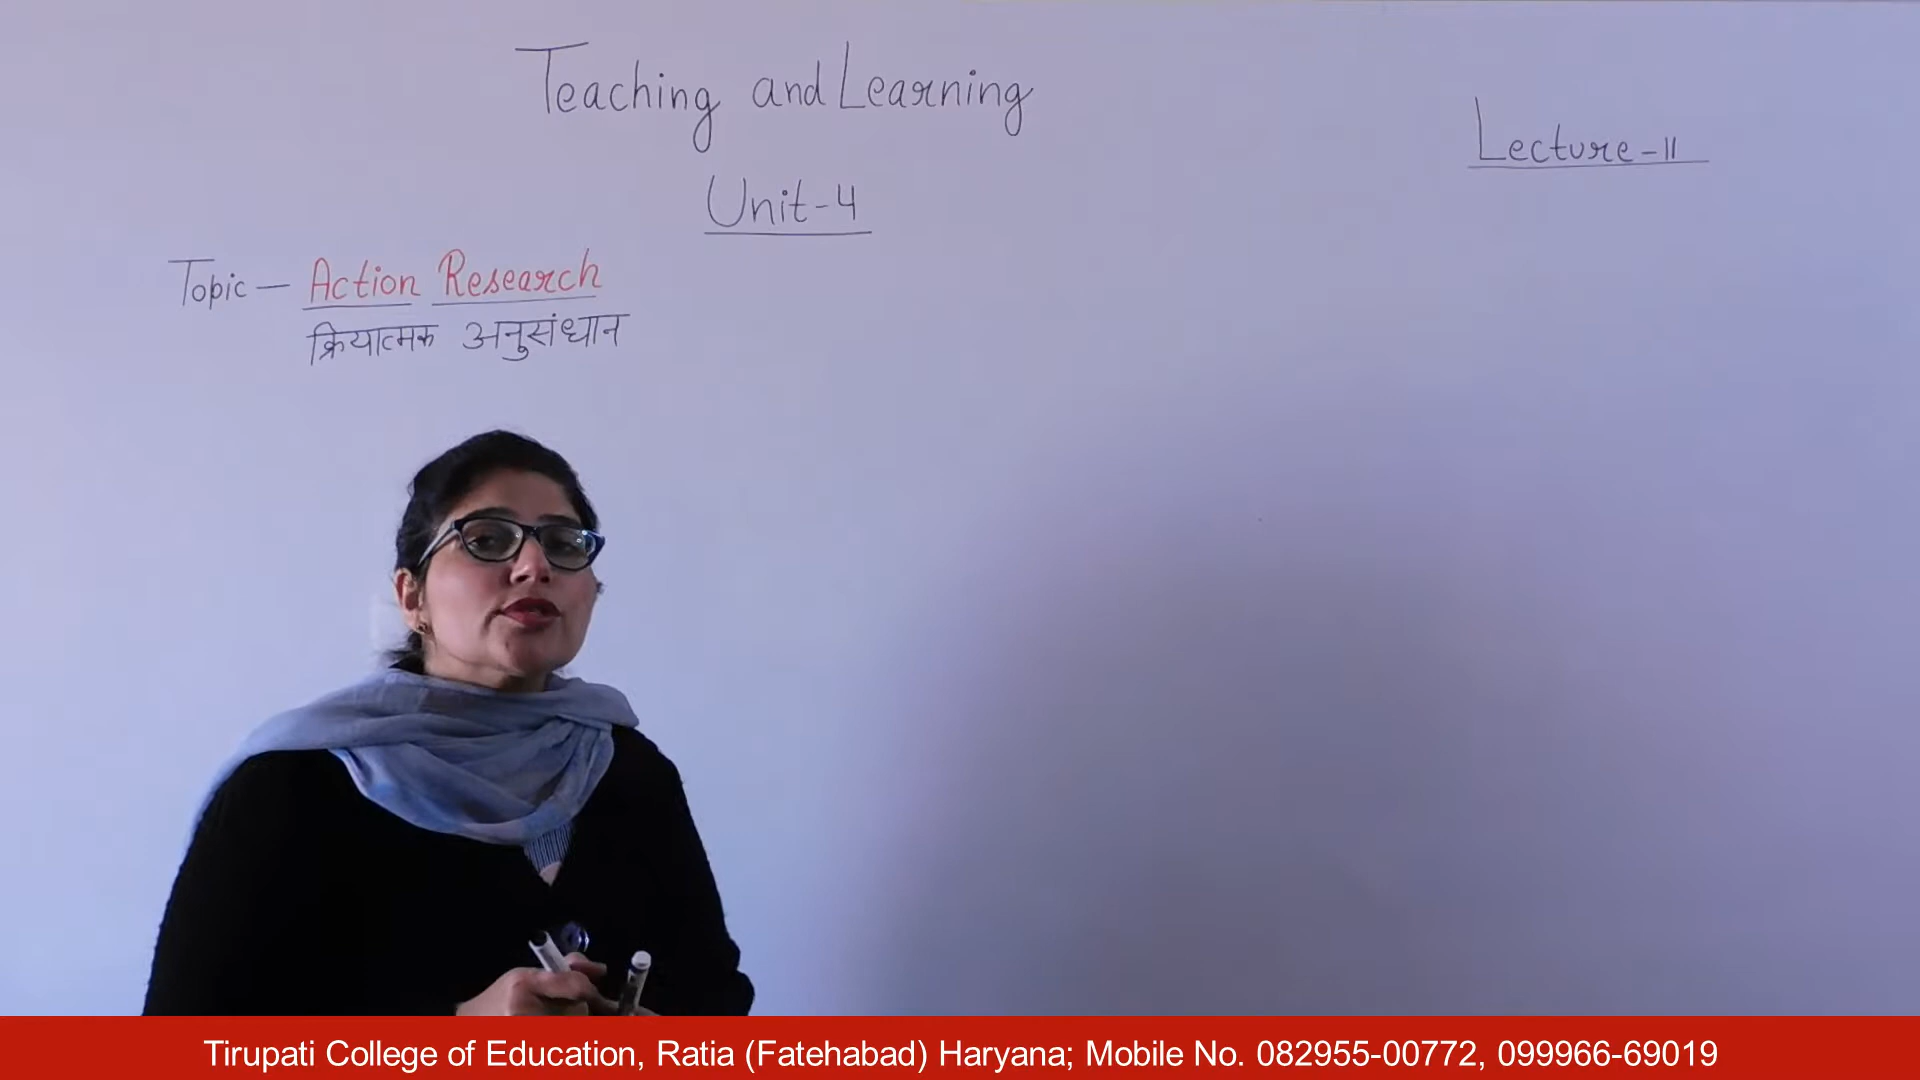 Teaching and Learning
Lecture-11
Unit-4
Topic — Action Research
क्रियात्मक अनुसंधान
Tirupati College of Education, Ratia (Fatehabad) Haryana; Mobile No. 082955-00772, 099966-69019